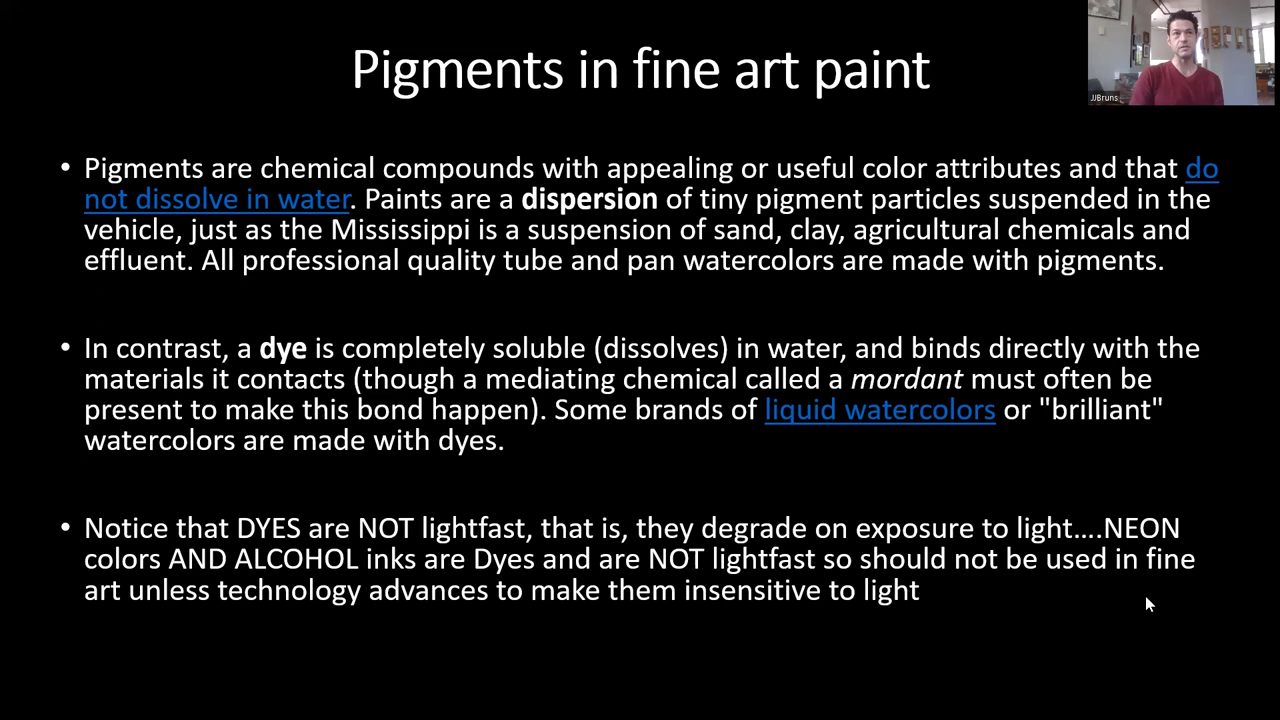 Pigments in fine art paint
JJBruns
• Pigments are chemical compounds with appealing or useful color attributes and that do
not dissolve in water. Paints are a dispersion of tiny pigment particles suspended in the
vehicle, just as the Mississippi is a suspension of sand, clay, agricultural chemicals and
effluent. All professional quality tube and pan watercolors are made with pigments.
• In contrast, a dye is completely soluble (dissolves) in water, and binds directly with the
materials it contacts (though a mediating chemical called a mordant must often be
present to make this bond happen). Some brands of liquid watercolors or "brilliant"
watercolors are made with dyes.
• Notice that DYES are NOT lightfast, that is, they degrade on exposure to light....NEON
colors AND ALCOHOL inks are Dyes and are NOT lightfast so should not be used in fine
art unless technology advances to make them insensitive to light